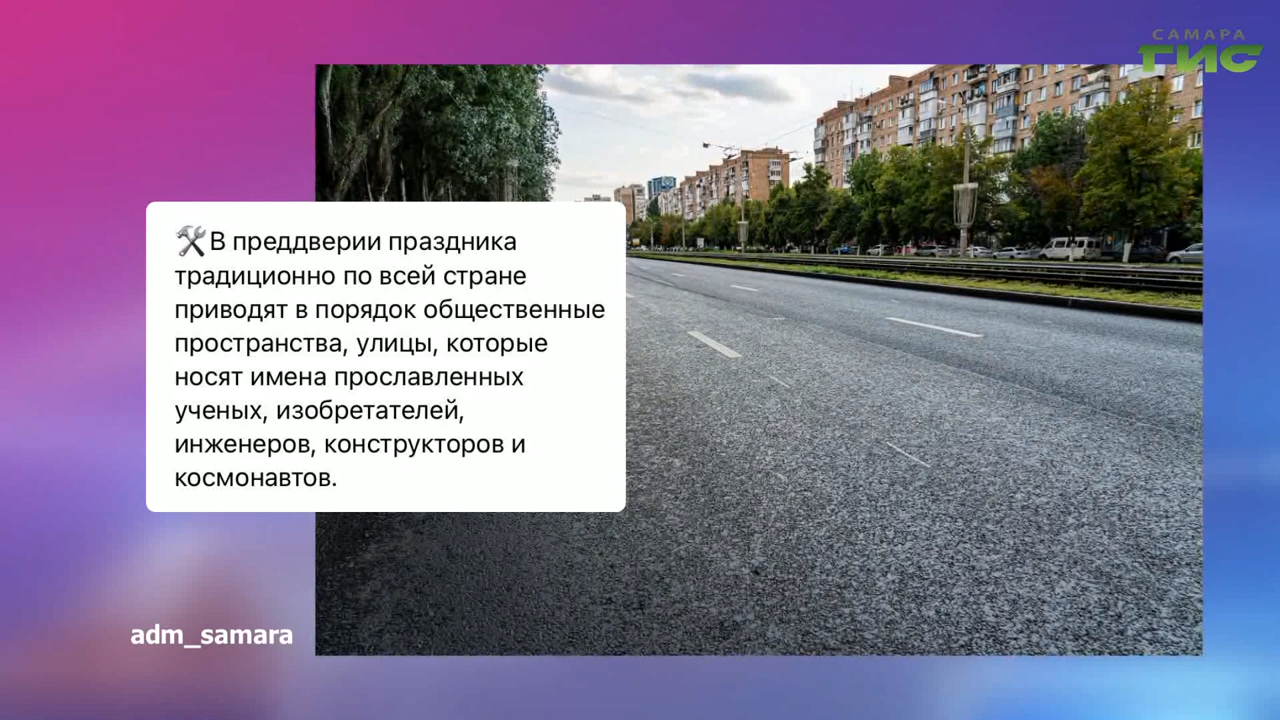 САМАРА
ГИС
🛠В преддверии праздника
традиционно по всей стране
приводят в порядок общественные
пространства, улицы, которые
носят имена прославленных
ученых, изобретателей,
инженеров, конструкторов и
космонавтов.
adm_samara